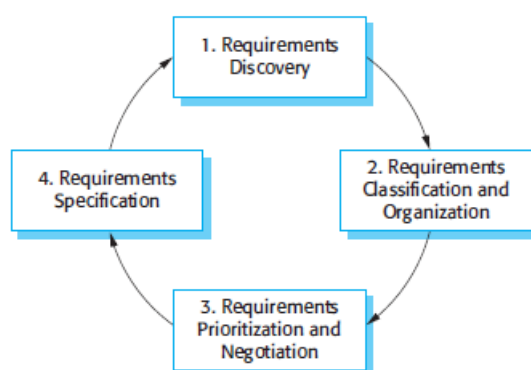 1. Requirements
Discovery
2. Requirements
Classification and
Organization
3. Requirements
Prioritization and
Negotiation
4. Requirements
Specification